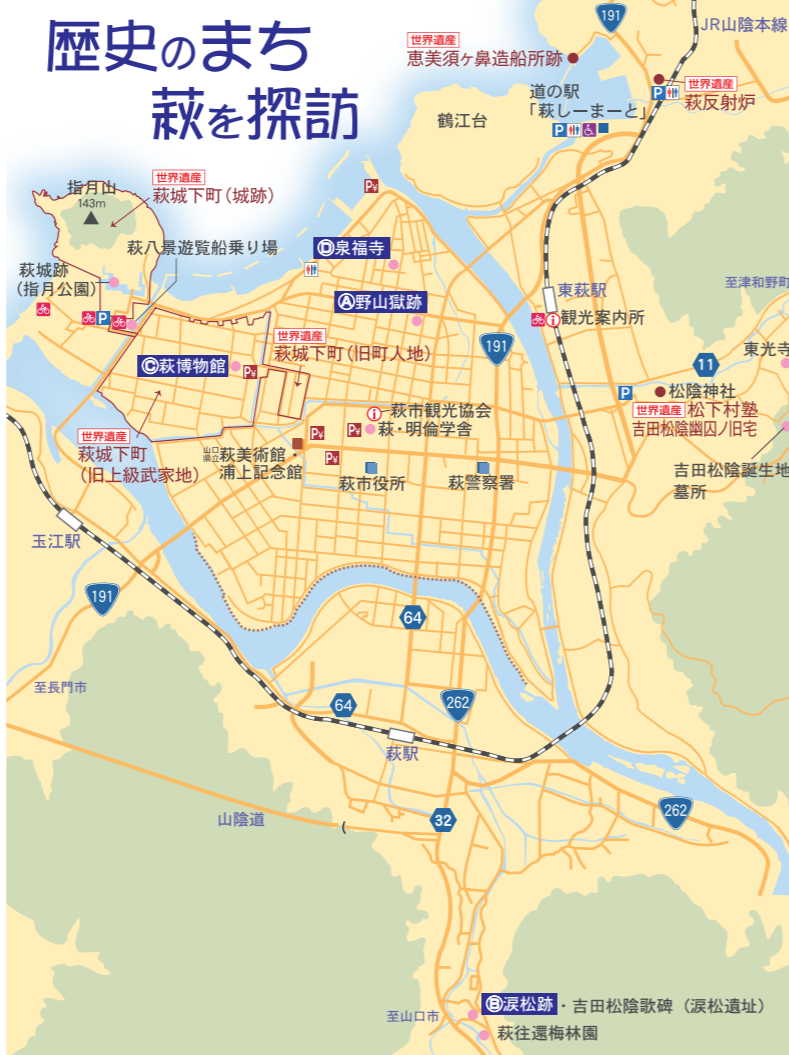 歴史のまち
萩を探訪
191
JR山陰本線
世界遺産
恵美須ヶ鼻造船所跡
世界遺産
萩反射炉
P
道の駅
「萩しーまーと」
P
鶴江台
指月山
143m
世界遺産
萩城下町(城跡)
P¥
萩八景遊覧船乗り場
萩城跡
(指月公園)
P
Ⓓ泉福寺
Ⓐ野山獄跡
東萩駅
観光案内所
至津和野町
世界遺産
萩城下町(旧町人地)
Ⓒ萩博物館
P¥
191
11
東光寺
P
松陰神社
世界遺産
松下村塾
吉田松陰幽囚ノ旧宅
世界遺産
萩城下町
(旧上級武家地)
萩市観光協会
萩・明倫学舎
P¥
P¥
P¥
山口県立
萩美術館・
浦上記念館
萩市役所
萩警察署
吉田松陰誕生地
墓所
玉江駅
191
64
至長門市
64
262
萩駅
山陰道
32
262
Ⓑ涙松跡・吉田松陰歌碑(涙松遺址)
至山口市
萩往還梅林園